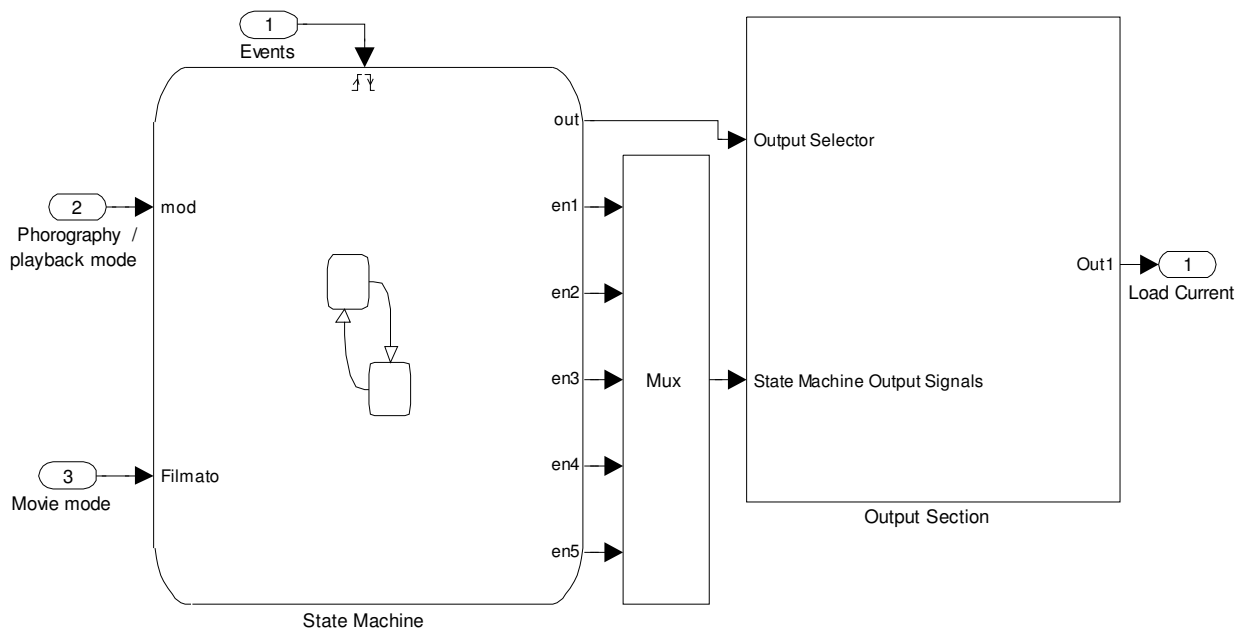 1
Events
out
Output Selector
en1
2
mod
Phorography /
playback mode
en2
Out1
1
Load Current
en3
Mux
State Machine Output Signals
en4
3
Filmato
Movie mode
Output Section
en5
State Machine